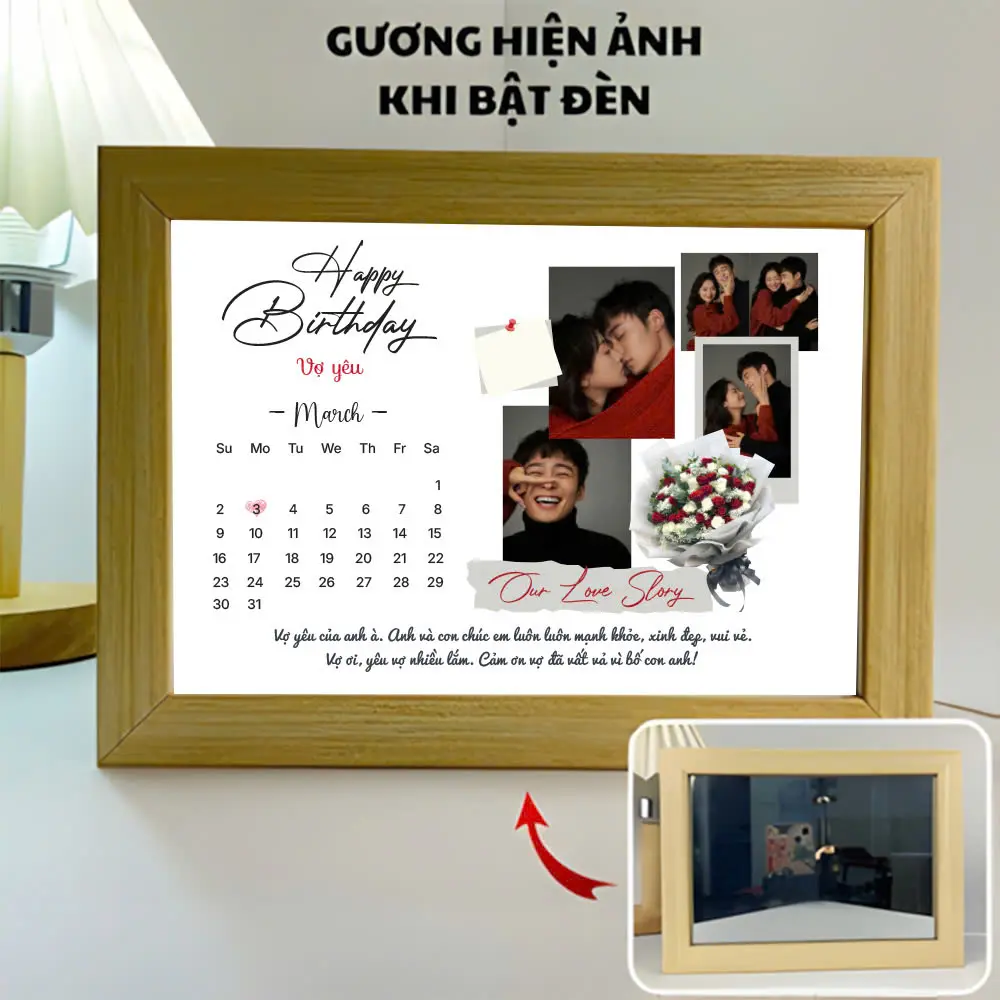 GƯƠNG HIỆN ẢNH
KHI BẬT ĐÈN
Happy
Birthday
Vợ yêu
- March -
Su Mo Tu We Th Fr Sa
1
2 3 4 5 6 7 8
9 10 11 12 13 14 15
16 17 18 19 20 21 22
23 24 25 26 27 28 29
30 31
Our Love Story
Vợ yêu của anh à. Anh và con chúc em luôn luôn mạnh khỏe, xinh đẹp, vui vẻ.
Vợ ơi, yêu vợ nhiều lắm. Cảm ơn vợ đã vất vả vì bố con anh!